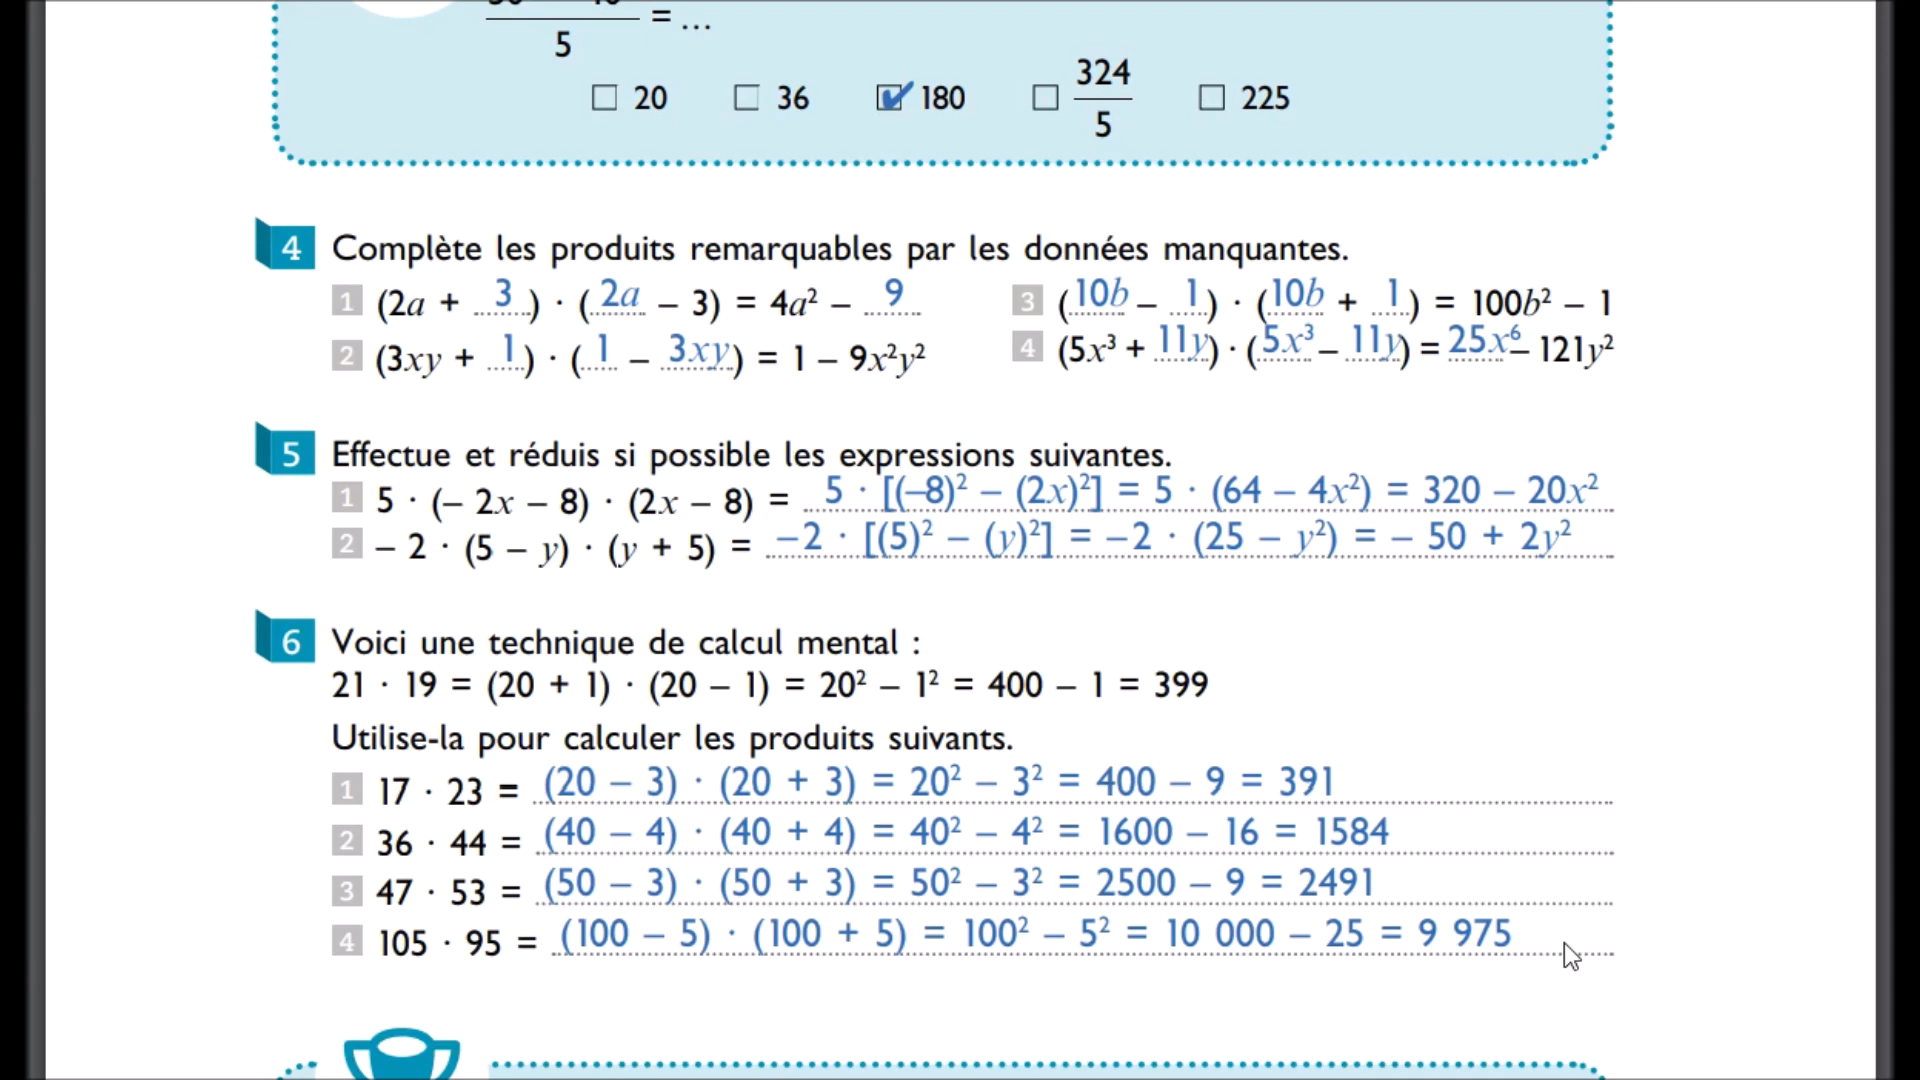 = ...
5
☐ 20 ☐ 36 ☑ 180 ☐ 324/5 ☐ 225
4 Complète les produits remarquables par les données manquantes.
1 (2a + 3) · (2a – 3) = 4a² – 9
2 (3xy + 1) · (1 – 3xy) = 1 – 9x²y²
3 (10b – 1) · (10b + 1) = 100b² – 1
4 (5x³ + 11y) · (5x³ – 11y) = 25x⁶ – 121y²
5 Effectue et réduis si possible les expressions suivantes.
1 5 · (– 2x – 8) · (2x – 8) = 5 · [(–8)² – (2x)²] = 5 · (64 – 4x²) = 320 – 20x²
2 – 2 · (5 – y) · (y + 5) = –2 · [(5)² – (y)²] = –2 · (25 – y²) = – 50 + 2y²
6 Voici une technique de calcul mental :
21 · 19 = (20 + 1) · (20 – 1) = 20² – 1² = 400 – 1 = 399
Utilise-la pour calculer les produits suivants.
1 17 · 23 = (20 – 3) · (20 + 3) = 20² – 3² = 400 – 9 = 391
2 36 · 44 = (40 – 4) · (40 + 4) = 40² – 4² = 1600 – 16 = 1584
3 47 · 53 = (50 – 3) · (50 + 3) = 50² – 3² = 2500 – 9 = 2491
4 105 · 95 = (100 – 5) · (100 + 5) = 100² – 5² = 10 000 – 25 = 9 975